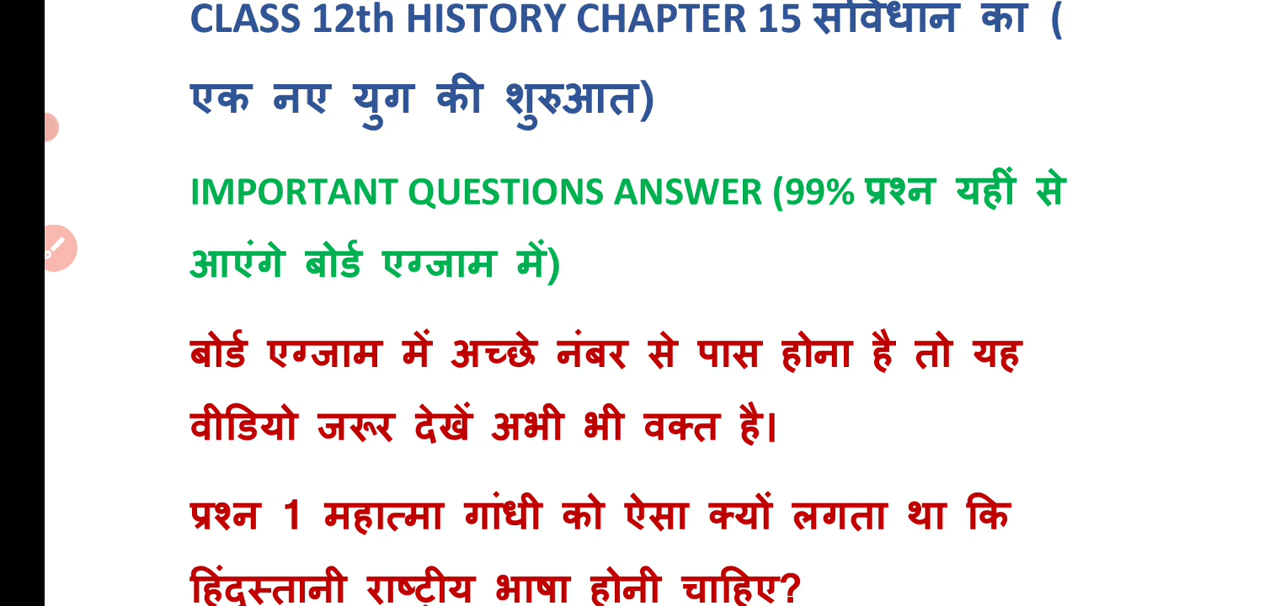 CLASS 12th HISTORY CHAPTER 15 संविधान का (
एक नए युग की शुरुआत)
IMPORTANT QUESTIONS ANSWER (99% प्रश्न यहीं से
आएंगे बोर्ड एग्जाम में)
बोर्ड एग्जाम में अच्छे नंबर से पास होना है तो यह
वीडियो जरूर देखें अभी भी वक्त है।
प्रश्न 1 महात्मा गांधी को ऐसा क्यों लगता था कि
हिंदुस्तानी राष्ट्रीय भाषा होनी चाहिए?